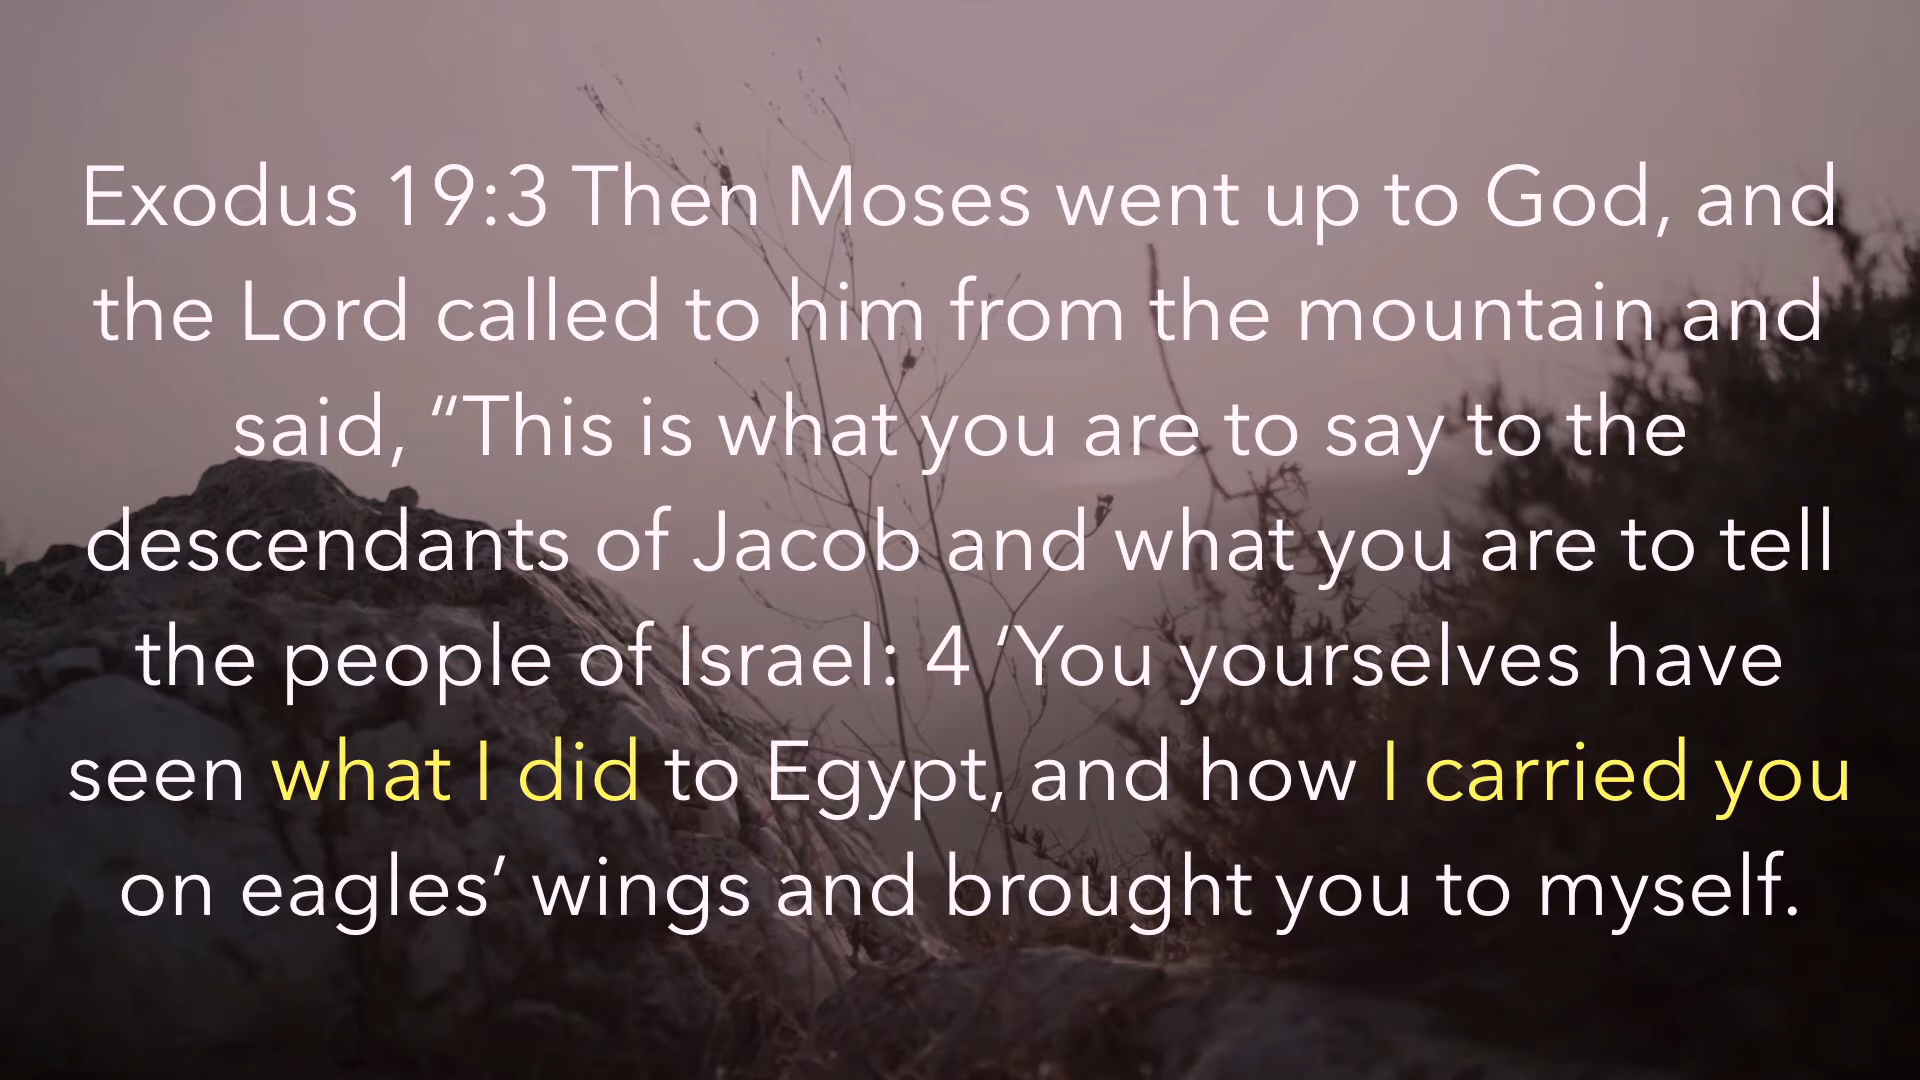 Exodus 19:3 Then Moses went up to God, and
the Lord called to him from the mountain and
said, “This is what you are to say to the
descendants of Jacob and what you are to tell
the people of Israel: 4 ‘You yourselves have
seen what I did to Egypt, and how I carried you
on eagles’ wings and brought you to myself.